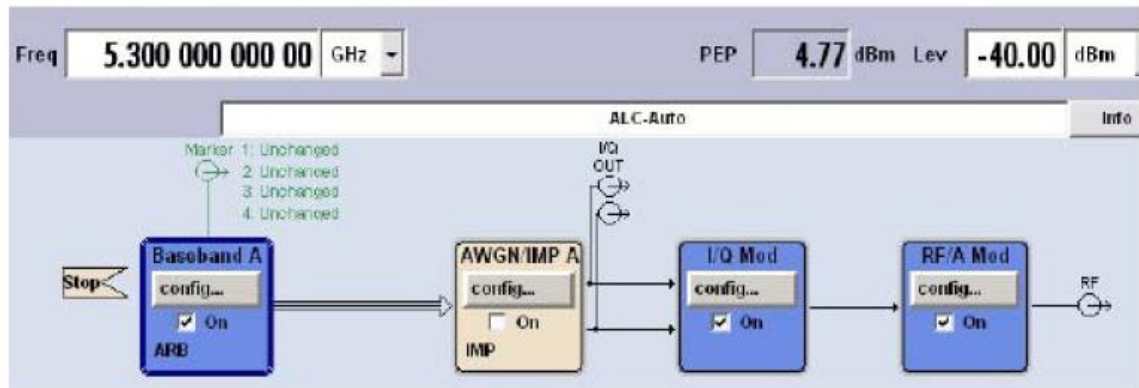 Freq 5.300 000 000 00 GHz PEP 4.77 dBm Lev -40.00 dBm
ALC-Auto Info
Marker 1: Unchanged
2: Unchanged
3: Unchanged
4: Unchanged
I/Q
OUT
Baseband A AWGN/IMP A I/Q Mod RF/A Mod
Stop config... config... config... config... RF
On On On On
ARB IMP